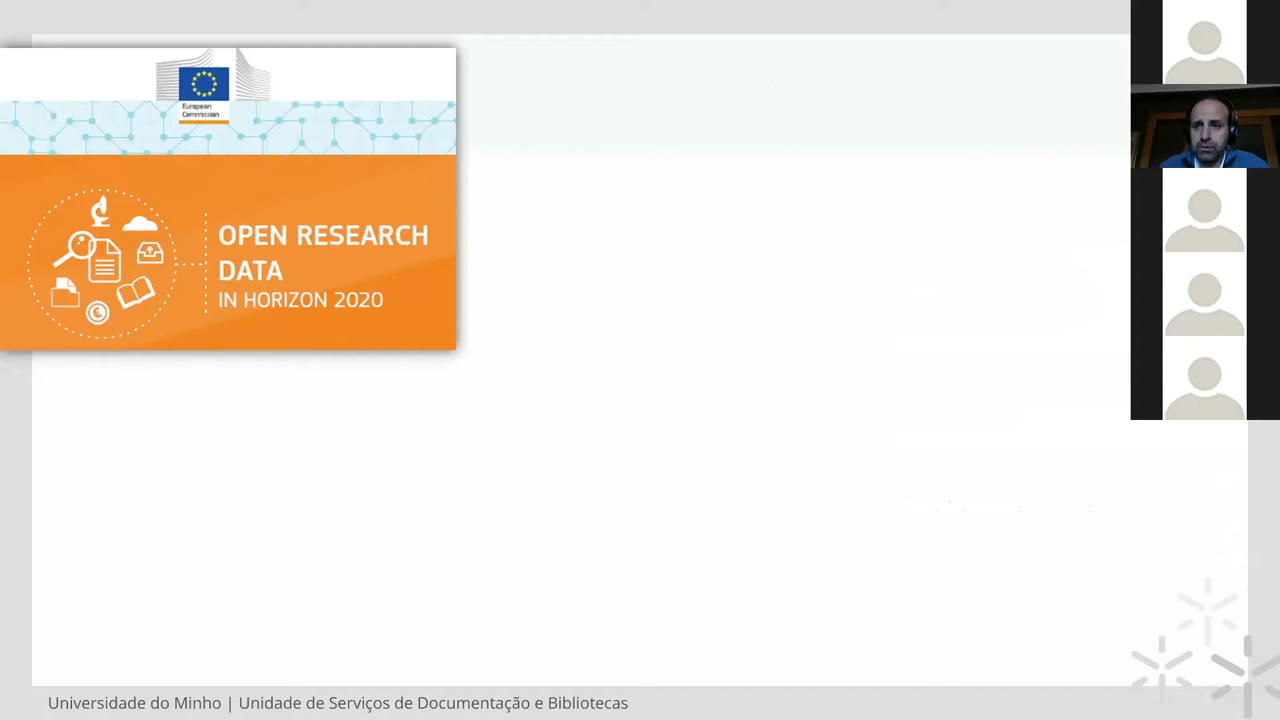 European
Commission
OPEN RESEARCH
DATA
IN HORIZON 2020
Universidade do Minho | Unidade de Serviços de Documentação e Bibliotecas